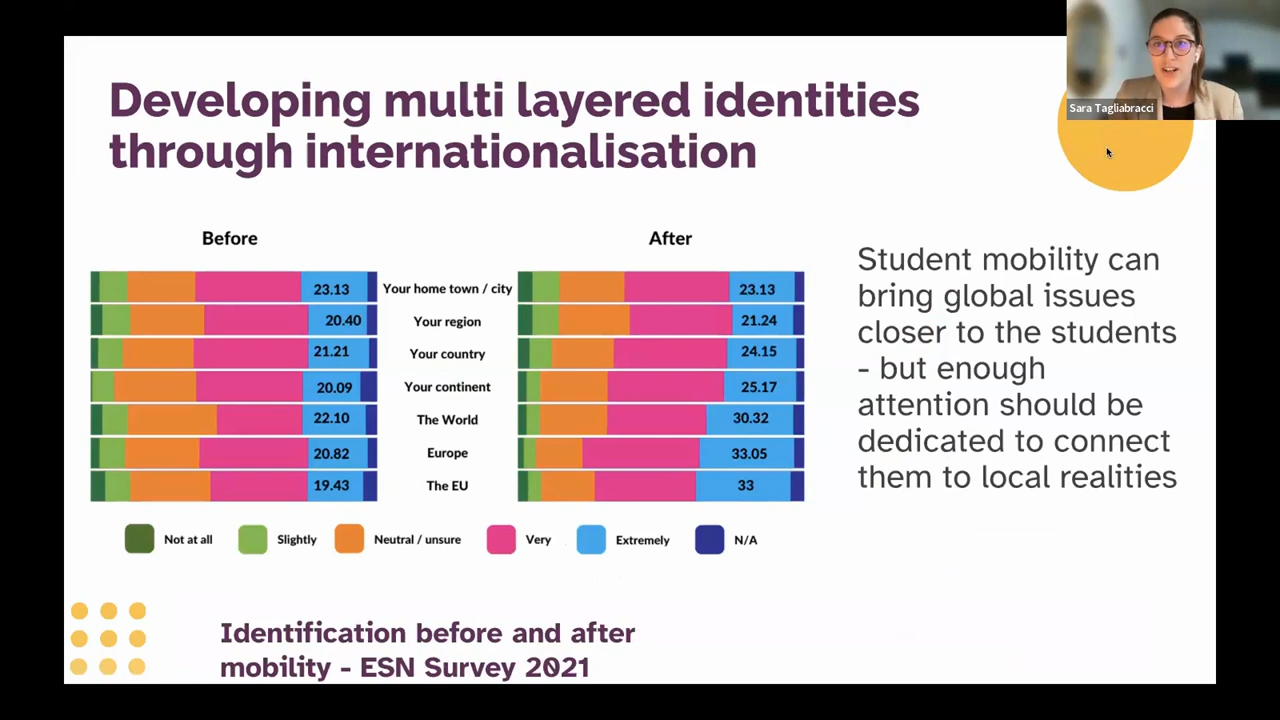 Sara Tagliabracci
Developing multi layered identities
through internationalisation
Before
After
23.13 Your home town / city 23.13
20.40 Your region 21.24
21.21 Your country 24.15
20.09 Your continent 25.17
22.10 The World 30.32
20.82 Europe 33.05
19.43 The EU 33
Not at all
Slightly
Neutral / unsure
Very
Extremely
N/A
Student mobility can
bring global issues
closer to the students
- but enough
attention should be
dedicated to connect
them to local realities
Identification before and after
mobility - ESN Survey 2021